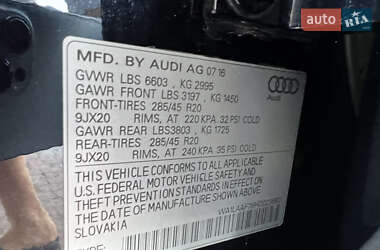 auto RIA
.com
MFD. BY AUDI AG 07.16
GVWR LBS 6603 , KG 2995
GAWR FRONT LBS 3197 , KG 1450
FRONT-TIRES 285/45 R20
9JX20 RIMS, AT 220 KPA 32 PSI COLD
GAWR REAR LBS3803 , KG 1725
REAR-TIRES 285/45 R20
9JX20 RIMS, AT 240 KPA 35 PSI COLD
THIS VEHICLE CONFORMS TO ALL APPLICABLE
U.S. FEDERAL MOTOR VEHICLE SAFETY AND
THEFT PREVENTION STANDARDS IN EFFECT ON
THE DATE OF MANUFACTURE SHOWN ABOVE.
SLOVAKIA
TYPE:
Audi